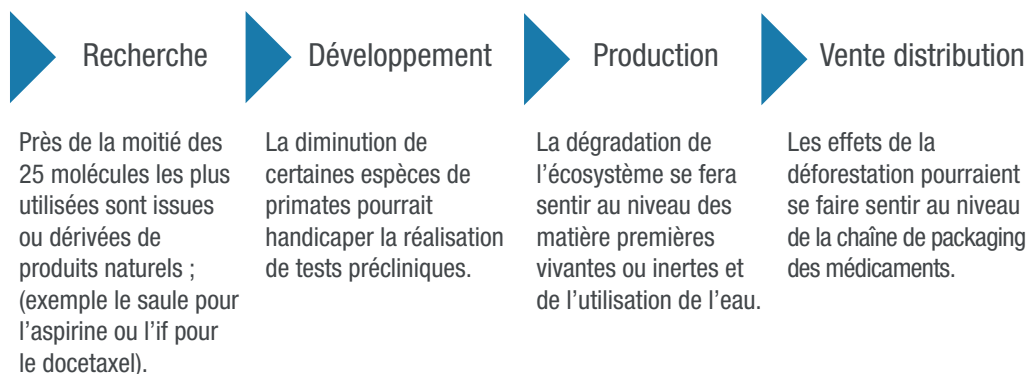 Recherche
Près de la moitié des
25 molécules les plus
utilisées sont issues
ou dérivées de
produits naturels ;
(exemple le saule pour
l'aspirine ou l'if pour
le docetaxel).
Développement
La diminution de
certaines espèces de
primates pourrait
handicaper la réalisation
de tests précliniques.
Production
La dégradation de
l'écosystème se fera
sentir au niveau des
matière premières
vivantes ou inertes et
de l'utilisation de l'eau.
Vente distribution
Les effets de la
déforestation pourraient
se faire sentir au niveau
de la chaîne de packaging
des médicaments.